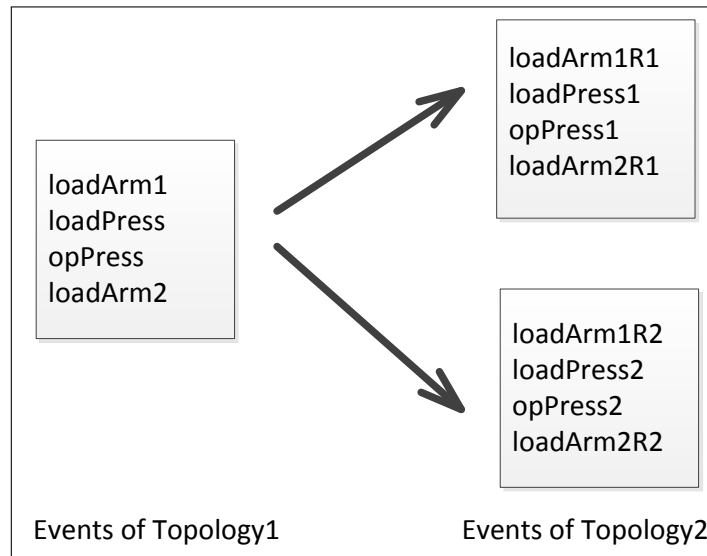 loadArm1
loadPress
opPress
loadArm2
loadArm1R1
loadPress1
opPress1
loadArm2R1
loadArm1R2
loadPress2
opPress2
loadArm2R2
Events of Topology1
Events of Topology2